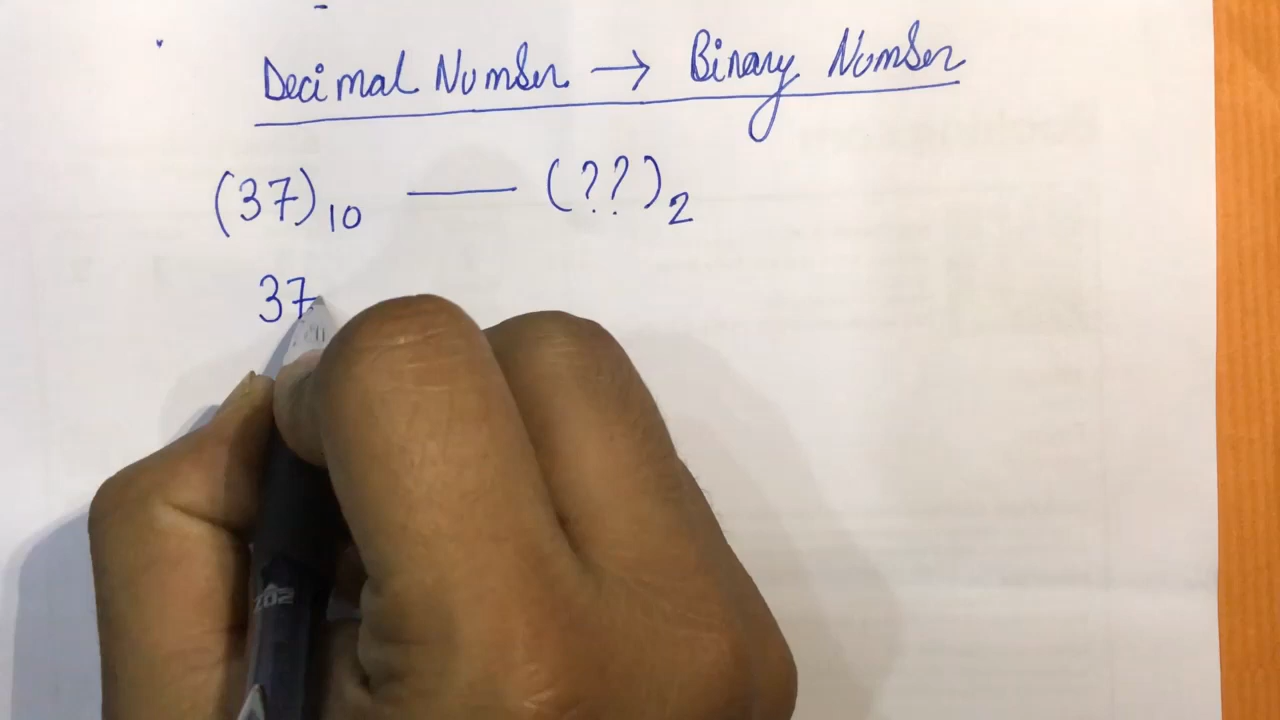 Decimal Number → Binary Number
(37)₁₀ —— (??)₂
37